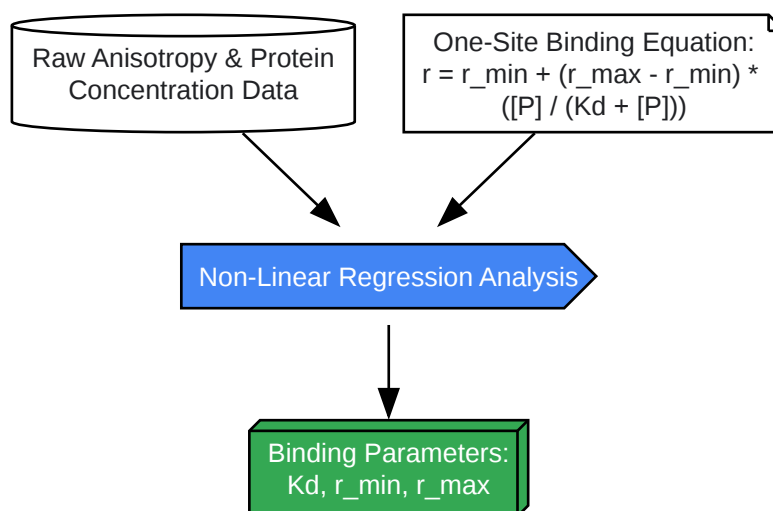 Raw Anisotropy & Protein
Concentration Data
One-Site Binding Equation:
r = r_min + (r_max - r_min) *
([P] / (Kd + [P]))
Non-Linear Regression Analysis
Binding Parameters:
Kd, r_min, r_max